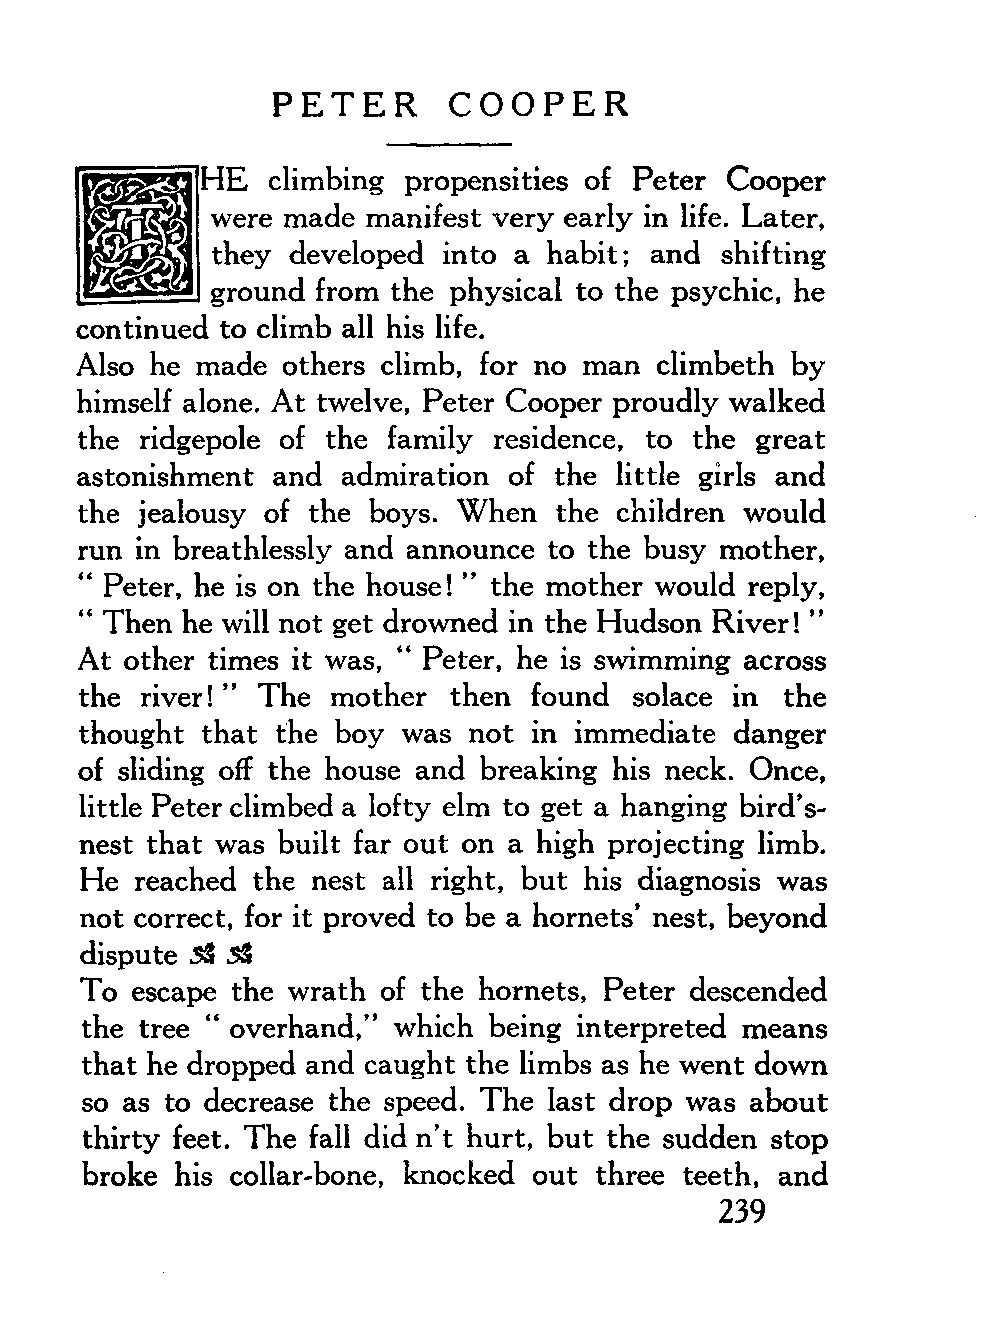 PETER COOPER
THE climbing propensities of Peter Cooper
were made manifest very early in life. Later,
they developed into a habit; and shifting
ground from the physical to the psychic, he
continued to climb all his life.
Also he made others climb, for no man climbeth by
himself alone. At twelve, Peter Cooper proudly walked
the ridgepole of the family residence, to the great
astonishment and admiration of the little girls and
the jealousy of the boys. When the children would
run in breathlessly and announce to the busy mother,
“ Peter, he is on the house! ” the mother would reply,
“ Then he will not get drowned in the Hudson River! ”
At other times it was, “ Peter, he is swimming across
the river! ” The mother then found solace in the
thought that the boy was not in immediate danger
of sliding off the house and breaking his neck. Once,
little Peter climbed a lofty elm to get a hanging bird’s-
nest that was built far out on a high projecting limb.
He reached the nest all right, but his diagnosis was
not correct, for it proved to be a hornets’ nest, beyond
dispute
To escape the wrath of the hornets, Peter descended
the tree “ overhand,” which being interpreted means
that he dropped and caught the limbs as he went down
so as to decrease the speed. The last drop was about
thirty feet. The fall did n’t hurt, but the sudden stop
broke his collar-bone, knocked out three teeth, and
239